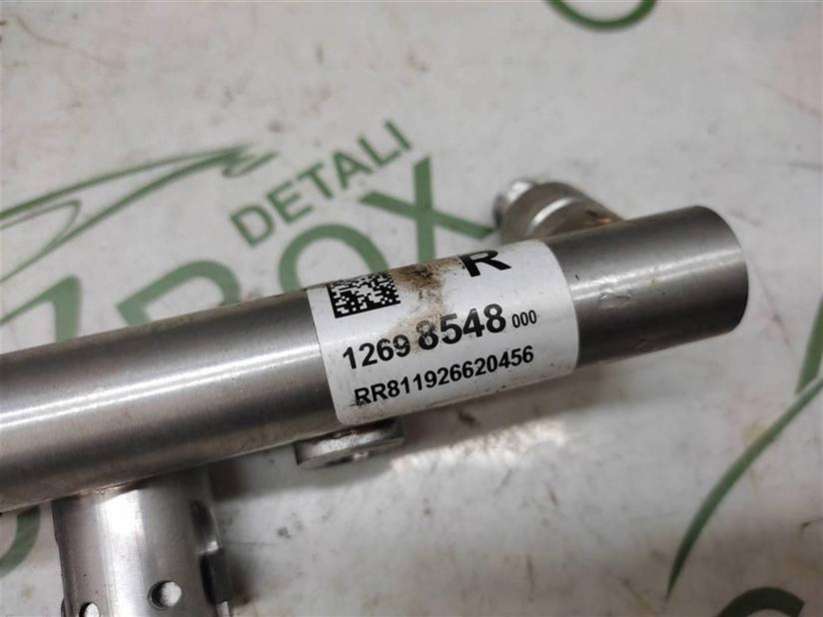 DETALI
BOX
R
1269 8548 000
RR811926620456